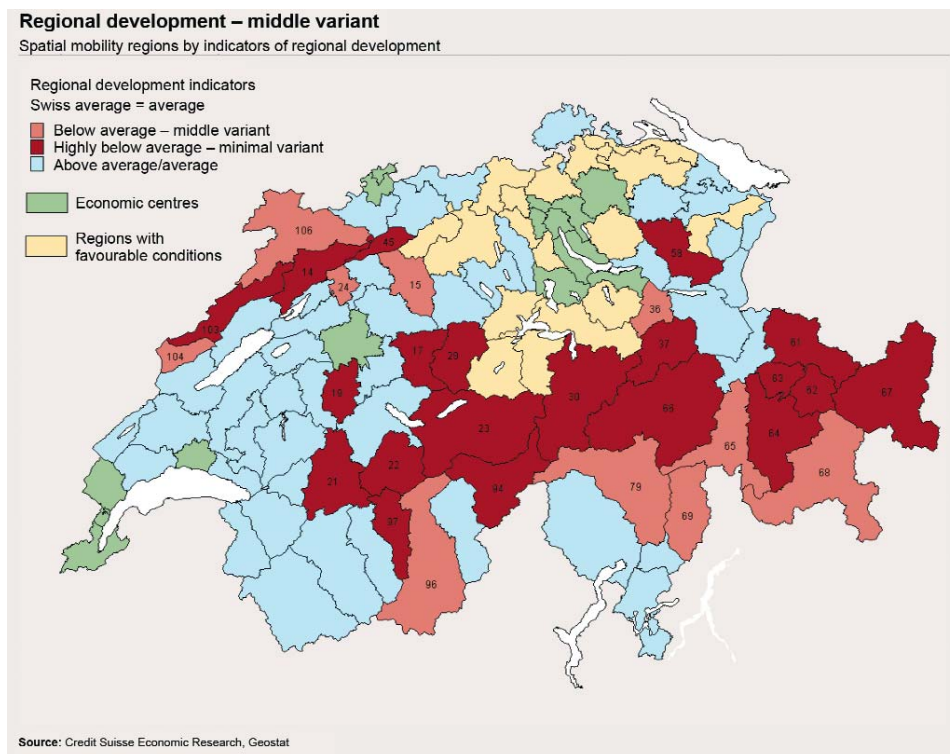 Regional development – middle variant
Spatial mobility regions by indicators of regional development
Regional development indicators
Swiss average = average
Below average – middle variant
Highly below average – minimal variant
Above average/average
Economic centres
Regions with
favourable conditions
106
45
14
58
24
15
103
36
104
17
29
37
61
19
63
62
67
20
66
23
64
22
65
68
21
94
79
97
69
96
Source: Credit Suisse Economic Research, Geostat